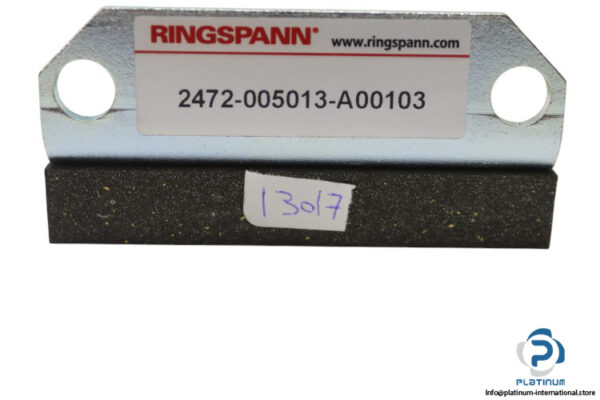 RINGSPANN® www.ringspann.com
2472-005013-A00103
13017
PLATINUM
Info@platinum-international.store